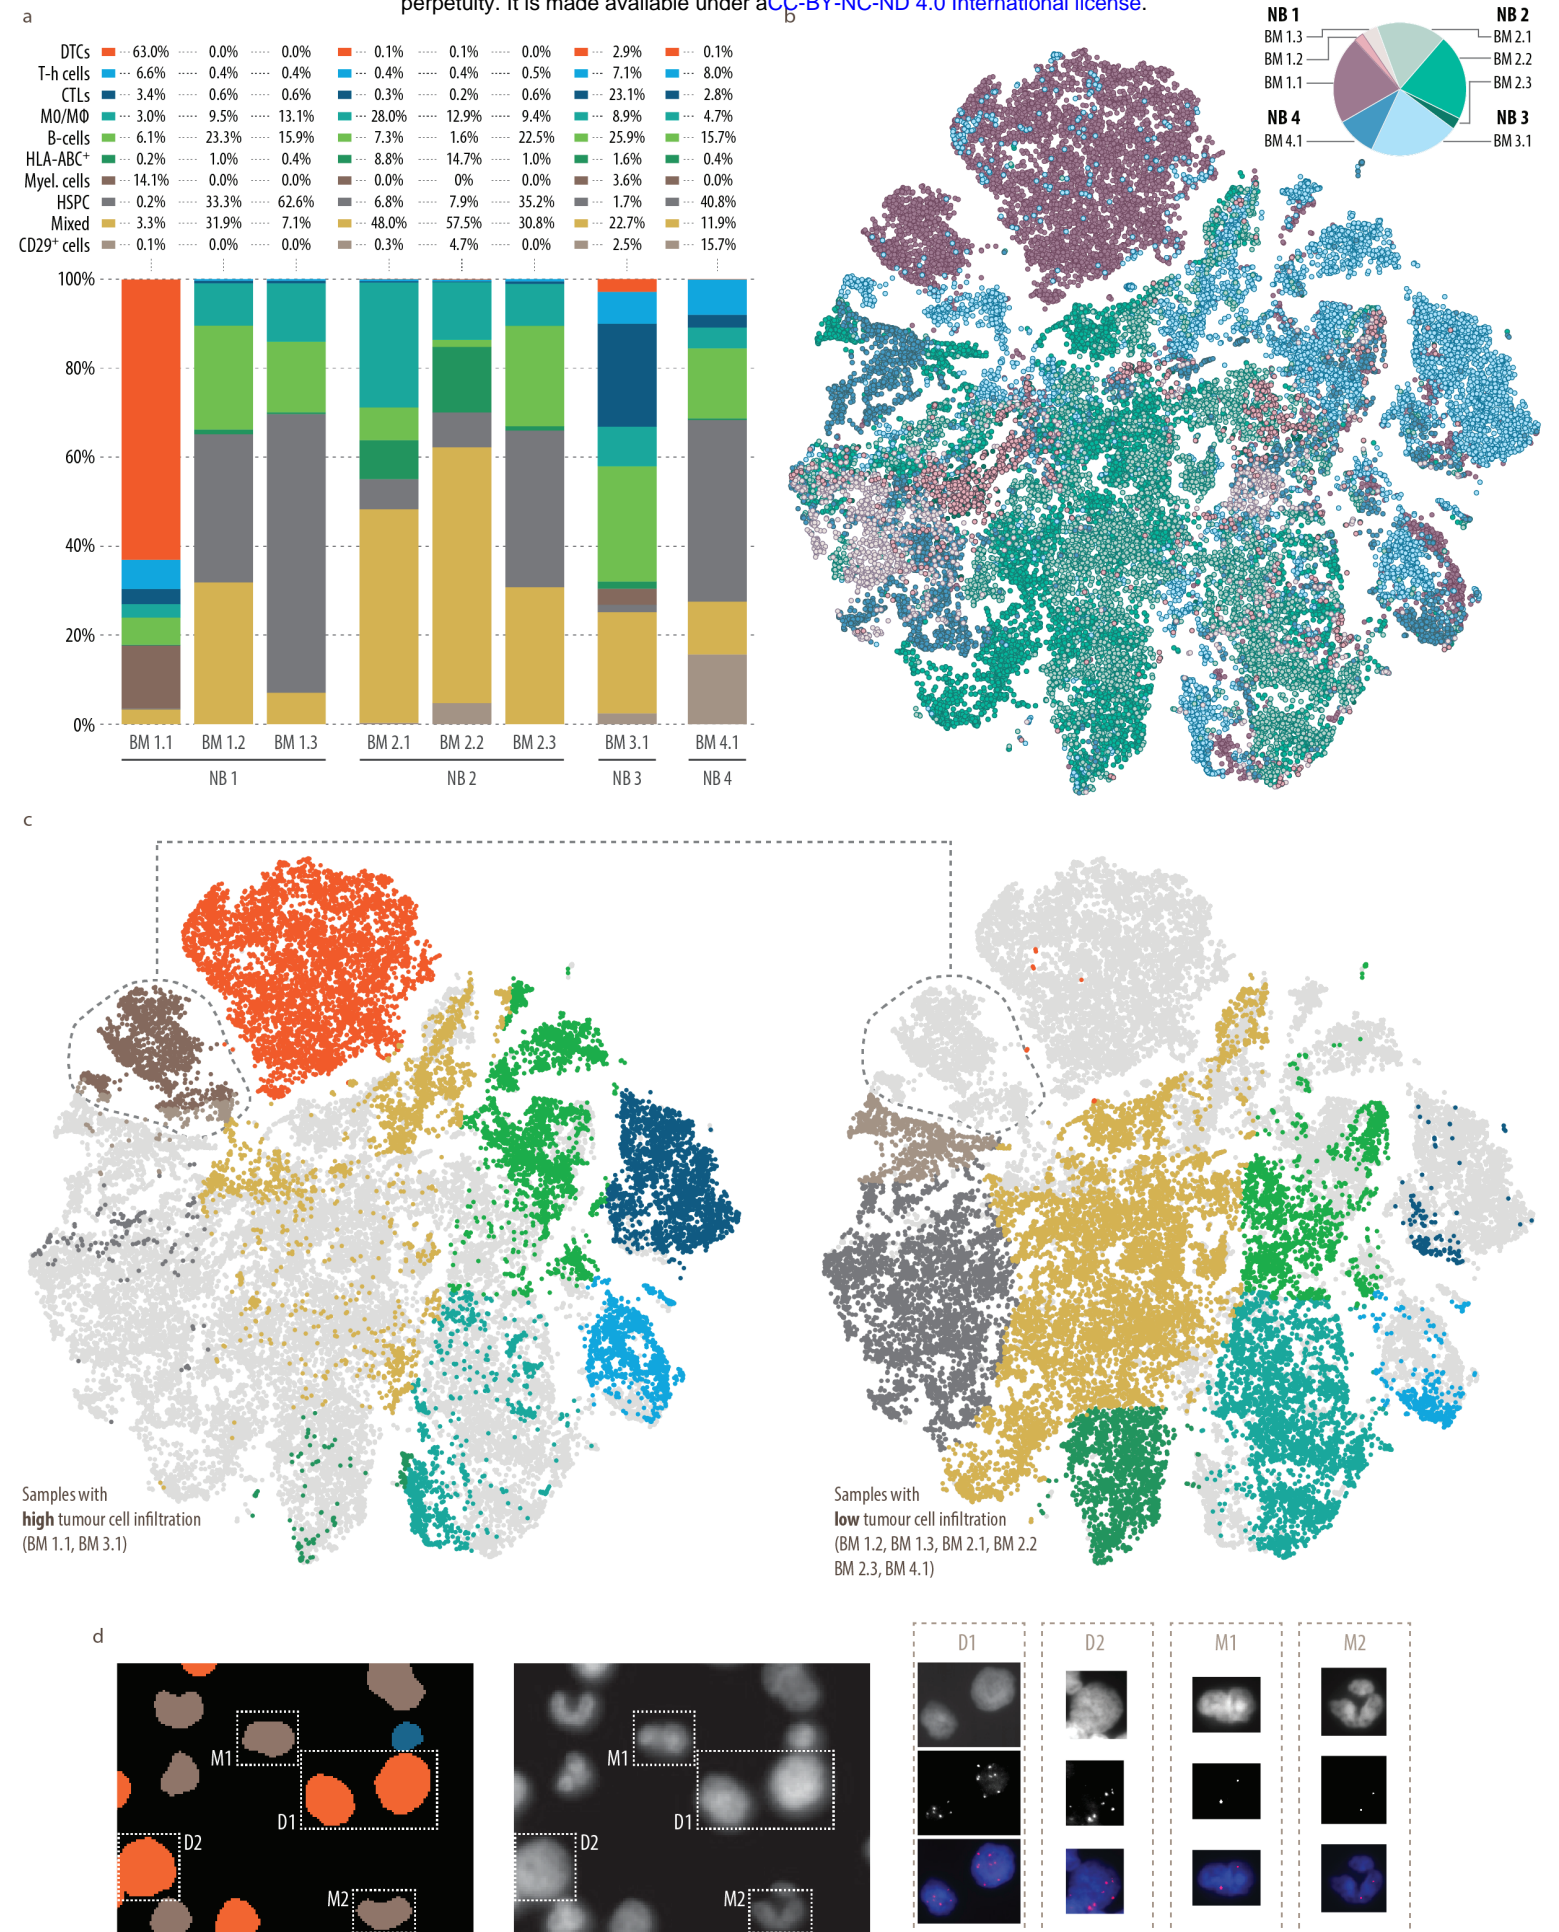 perpetuity. It is made available under aCC-BY-NC-ND 4.0 International license.
a
DTCs 63.0% 0.0% 0.0% 0.1% 0.1% 0.0% 2.9% 0.1%
T-h cells 6.6% 0.4% 0.4% 0.4% 0.4% 0.5% 7.1% 8.0%
CTLs 3.4% 0.6% 0.6% 0.3% 0.2% 0.6% 23.1% 2.8%
M0/MΦ 3.0% 9.5% 13.1% 28.0% 12.9% 9.4% 8.9% 4.7%
B-cells 6.1% 23.3% 15.9% 7.3% 1.6% 22.5% 25.9% 15.7%
HLA-ABC⁺ 0.2% 1.0% 0.4% 8.8% 14.7% 1.0% 1.6% 0.4%
Myel. cells 14.1% 0.0% 0.0% 0.0% 0% 0.0% 3.6% 0.0%
HSPC 0.2% 33.3% 62.6% 6.8% 7.9% 35.2% 1.7% 40.8%
Mixed 3.3% 31.9% 7.1% 48.0% 57.5% 30.8% 22.7% 11.9%
CD29⁺ cells 0.1% 0.0% 0.0% 0.3% 4.7% 0.0% 2.5% 15.7%
100%
80%
60%
40%
20%
0%
BM 1.1 BM 1.2 BM 1.3 BM 2.1 BM 2.2 BM 2.3 BM 3.1 BM 4.1
NB 1 NB 2 NB 3 NB 4
b
NB 1
BM 1.3
BM 1.2
BM 1.1
NB 4
BM 4.1
NB 2
BM 2.1
BM 2.2
BM 2.3
NB 3
BM 3.1
c
Samples with
high tumour cell infiltration
(BM 1.1, BM 3.1)
Samples with
low tumour cell infiltration
(BM 1.2, BM 1.3, BM 2.1, BM 2.2
BM 2.3, BM 4.1)
d
M1
D1
D2
M2
M1
D1
D2
M2
D1 D2 M1 M2